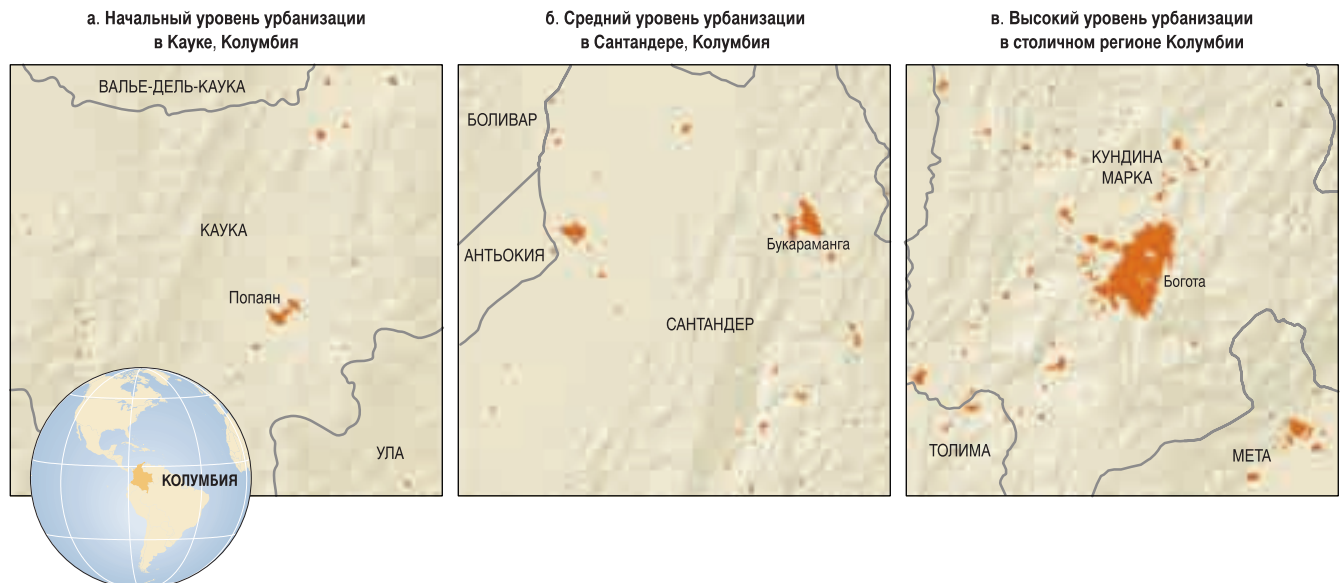 а. Начальный уровень урбанизации
в Кауке, Колумбия
ВАЛЬЕ-ДЕЛЬ-КАУКА
КАУКА
Попаян
УЛА
КОЛУМБИЯ
б. Средний уровень урбанизации
в Сантандере, Колумбия
БОЛИВАР
АНТЬОКИЯ
Букараманга
САНТАНДЕР
в. Высокий уровень урбанизации
в столичном регионе Колумбии
КУНДИНА
МАРКА
Богота
ТОЛИМА
МЕТА